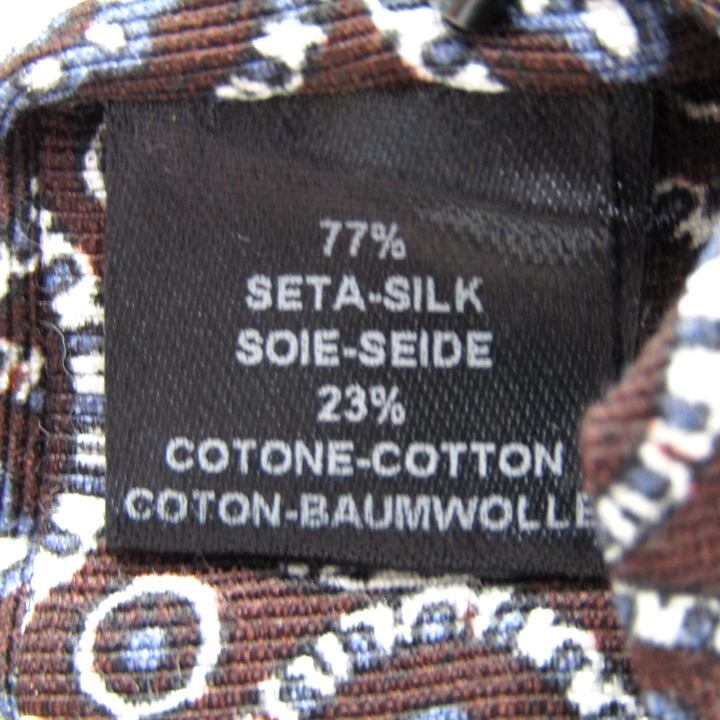 77%
SETA-SILK
SOIE-SEIDE
23%
COTONE-COTTON
COTON-BAUMWOLLE